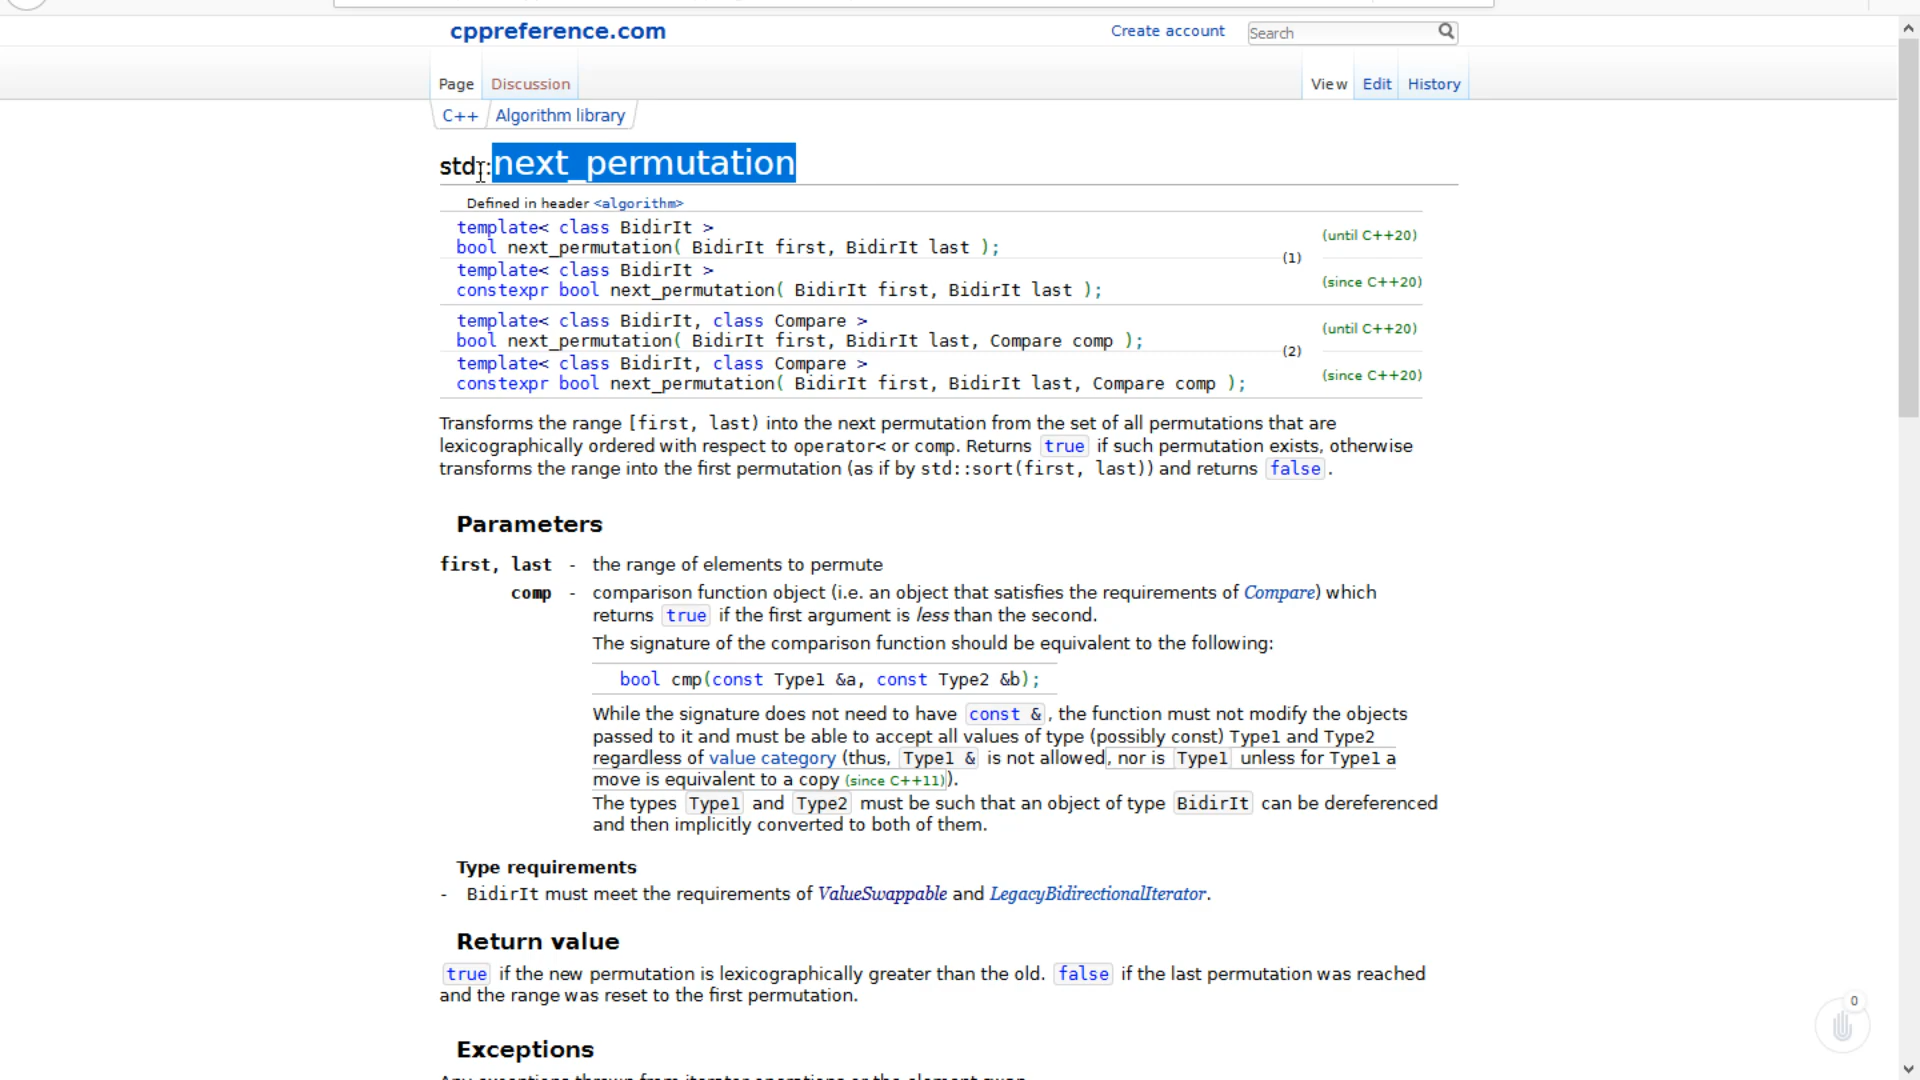 cppreference.com
Create account
Search
Page
Discussion
View
Edit
History
C++
Algorithm library
std::next_permutation
Defined in header <algorithm>
template< class BidirIt >
bool next_permutation( BidirIt first, BidirIt last );
(until C++20)
(1)
template< class BidirIt >
constexpr bool next_permutation( BidirIt first, BidirIt last );
(since C++20)
template< class BidirIt, class Compare >
bool next_permutation( BidirIt first, BidirIt last, Compare comp );
(until C++20)
(2)
template< class BidirIt, class Compare >
constexpr bool next_permutation( BidirIt first, BidirIt last, Compare comp );
(since C++20)
Transforms the range [first, last) into the next permutation from the set of all permutations that are
lexicographically ordered with respect to operator< or comp. Returns true if such permutation exists, otherwise
transforms the range into the first permutation (as if by std::sort(first, last)) and returns false.
Parameters
first, last - the range of elements to permute
comp - comparison function object (i.e. an object that satisfies the requirements of Compare) which
returns true if the first argument is less than the second.
The signature of the comparison function should be equivalent to the following:
bool cmp(const Type1 &a, const Type2 &b);
While the signature does not need to have const &, the function must not modify the objects
passed to it and must be able to accept all values of type (possibly const) Type1 and Type2
regardless of value category (thus, Type1 & is not allowed, nor is Type1 unless for Type1 a
move is equivalent to a copy (since C++11)).
The types Type1 and Type2 must be such that an object of type BidirIt can be dereferenced
and then implicitly converted to both of them.
Type requirements
- BidirIt must meet the requirements of ValueSwappable and LegacyBidirectionalIterator.
Return value
true if the new permutation is lexicographically greater than the old. false if the last permutation was reached
and the range was reset to the first permutation.
0
Exceptions
Any exceptions thrown from iterator operations or the element swap.